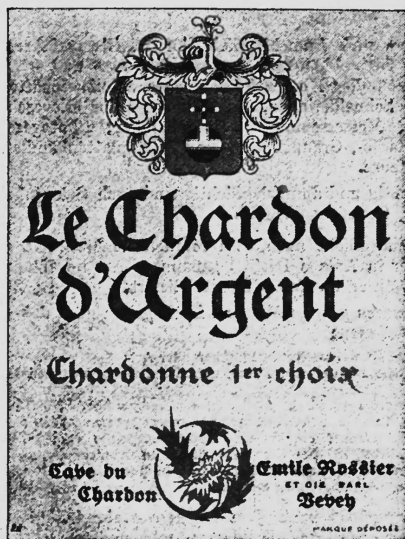 Le Chardon
d'Argent
Chardonne 1er choix
Cave du
Chardon
Emile Rossier
ET CIE SARL
Vevey
MARQUE DÉPOSÉE